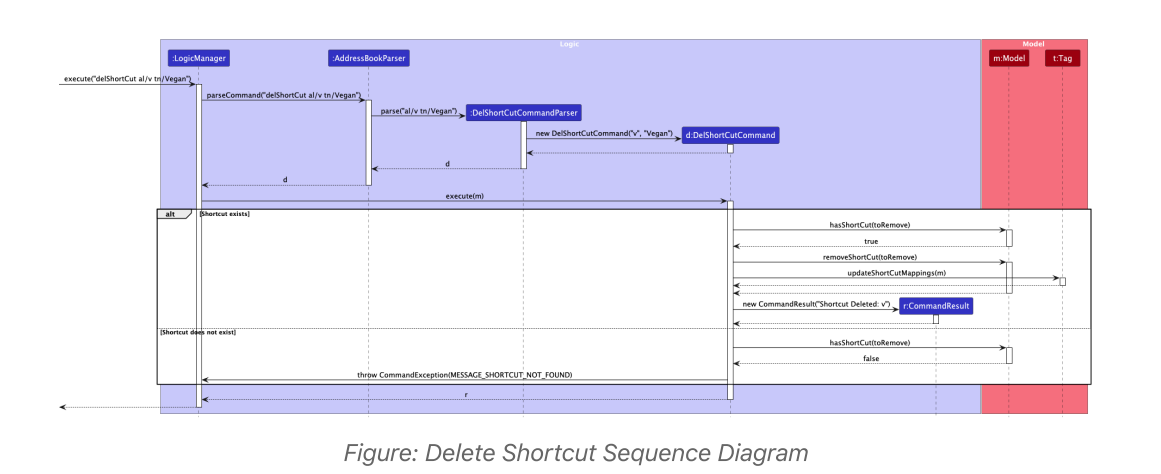 Logic
Model
:LogicManager
:AddressBookParser
m:Model
t:Tag
execute("delShortCut al/v tn/Vegan")
parseCommand("delShortCut al/v tn/Vegan")
parse("al/v tn/Vegan")
:DelShortCutCommandParser
new DelShortCutCommand("v", "Vegan")
d:DelShortCutCommand
d
d
execute(m)
alt
[Shortcut exists]
hasShortCut(toRemove)
true
removeShortCut(toRemove)
updateShortCutMappings(m)
new CommandResult("Shortcut Deleted: v")
r:CommandResult
[Shortcut does not exist]
hasShortCut(toRemove)
false
throw CommandException(MESSAGE_SHORTCUT_NOT_FOUND)
r
Figure: Delete Shortcut Sequence Diagram